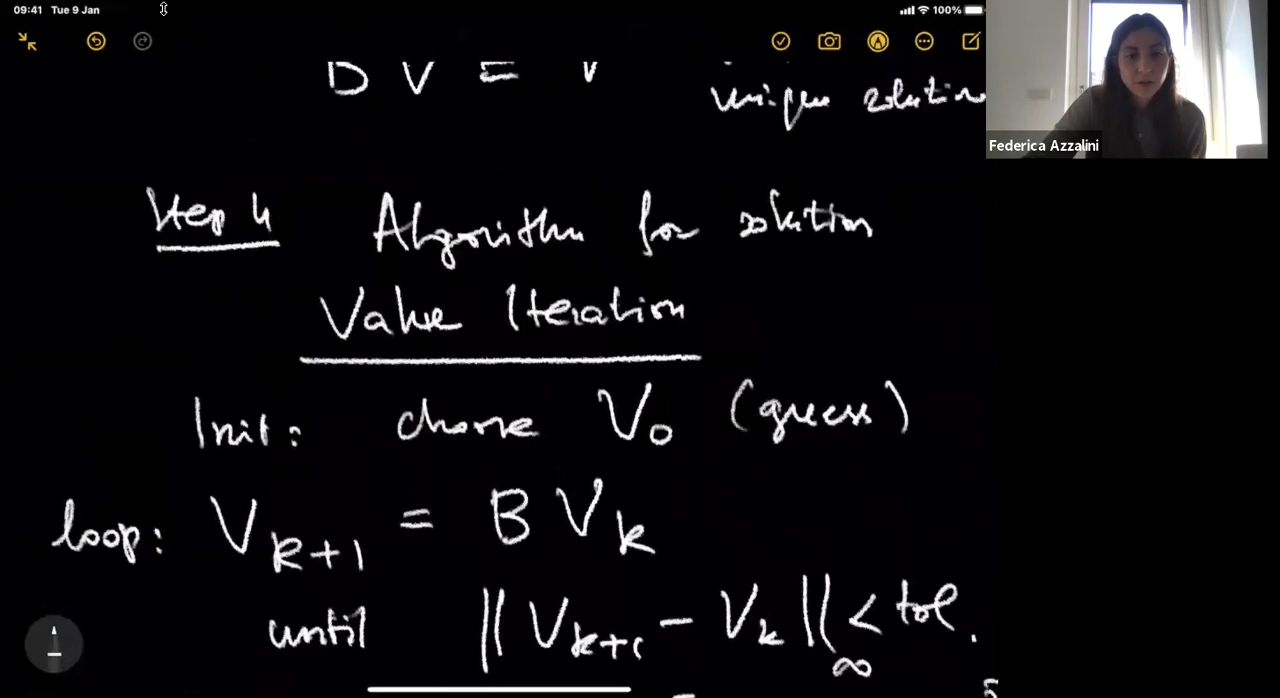 09:41 Tue 9 Jan 100%
B V = V
unique solution
Federica Azzalini
Step 4 Algorithm for solution
Value Iteration
Init: choose V₀ (guess)
loop: Vₖ₊₁ = B Vₖ
until || Vₖ₊₁ - Vₖ ||∞ < tol.